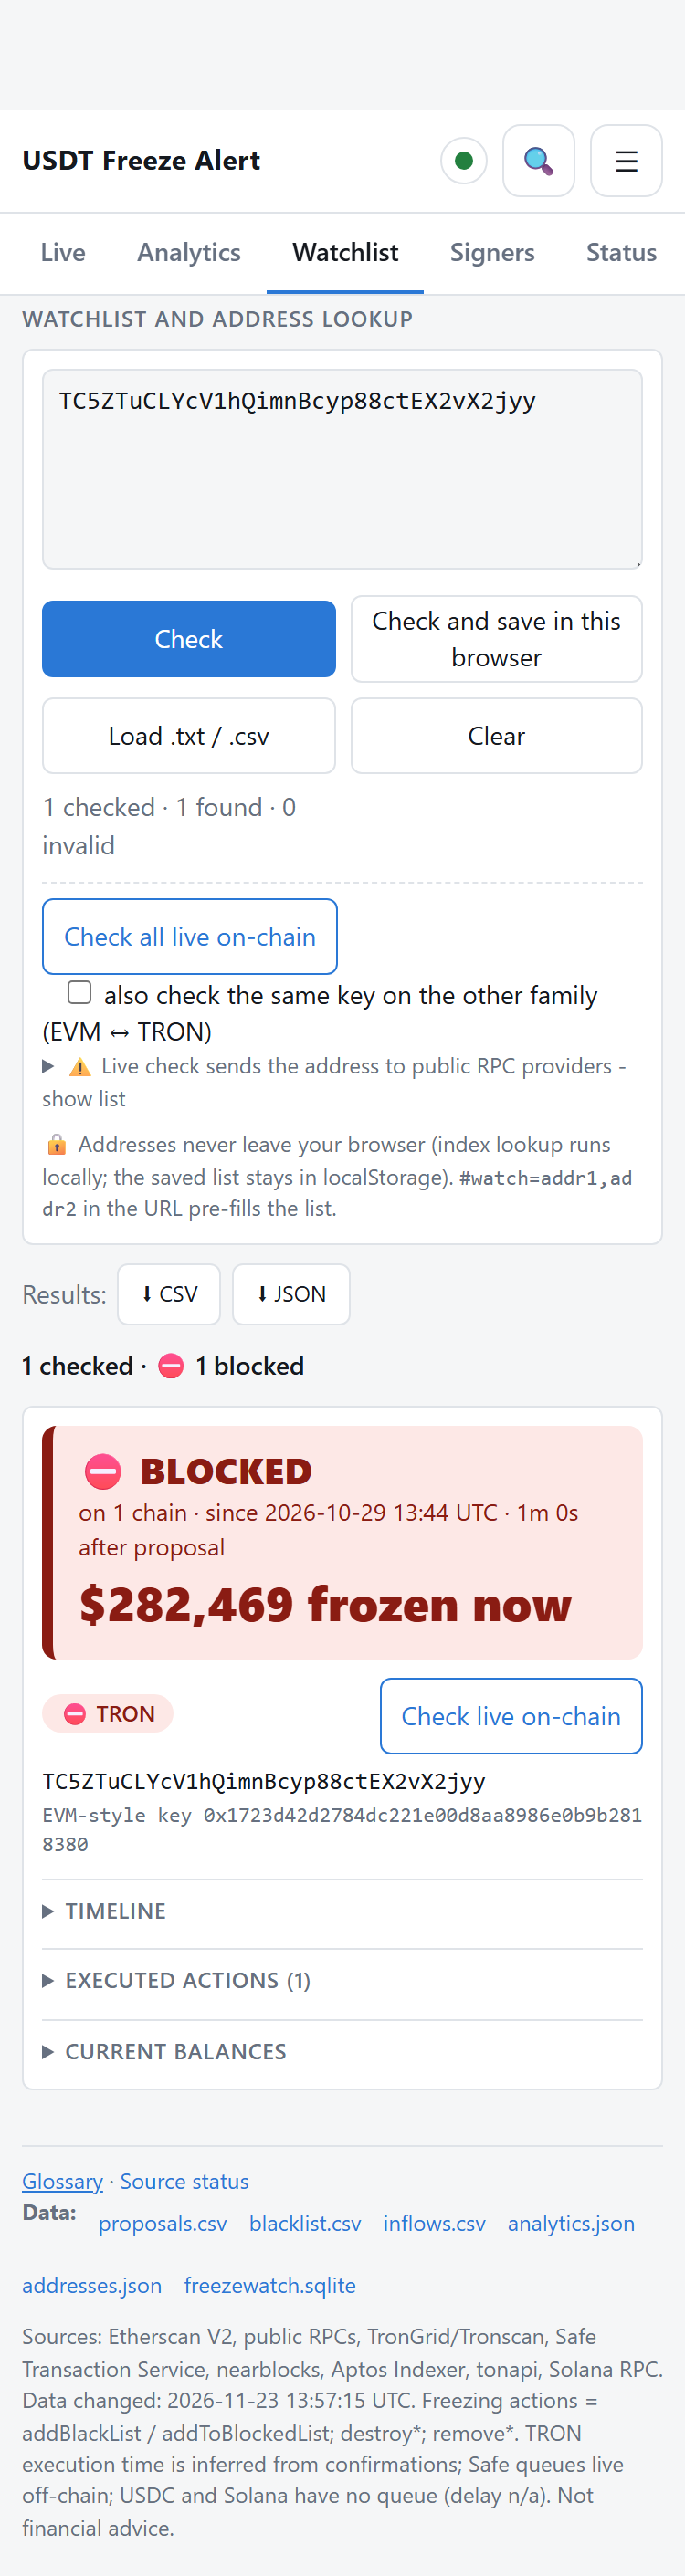 USDT Freeze Alert
Live Analytics Watchlist Signers Status
WATCHLIST AND ADDRESS LOOKUP
TC5ZTuCLYcV1hQimnBcyp88ctEX2vX2jyy
Check
Check and save in this
browser
Load .txt / .csv
Clear
1 checked · 1 found · 0
invalid
Check all live on-chain
also check the same key on the other family
(EVM ↔ TRON)
▶ ⚠️ Live check sends the address to public RPC providers -
show list
🔒 Addresses never leave your browser (index lookup runs
locally; the saved list stays in localStorage). #watch=addr1,ad
dr2 in the URL pre-fills the list.
Results: ⬇ CSV ⬇ JSON
1 checked · ⛔ 1 blocked
⛔ BLOCKED
on 1 chain · since 2026-10-29 13:44 UTC · 1m 0s
after proposal
$282,469 frozen now
⛔ TRON
Check live on-chain
TC5ZTuCLYcV1hQimnBcyp88ctEX2vX2jyy
EVM-style key 0x1723d42d2784dc221e00d8aa8986e0b9b281
8380
▶ TIMELINE
▶ EXECUTED ACTIONS (1)
▶ CURRENT BALANCES
Glossary · Source status
Data: proposals.csv blacklist.csv inflows.csv analytics.json
addresses.json freezewatch.sqlite
Sources: Etherscan V2, public RPCs, TronGrid/Tronscan, Safe
Transaction Service, nearblocks, Aptos Indexer, tonapi, Solana RPC.
Data changed: 2026-11-23 13:57:15 UTC. Freezing actions =
addBlackList / addToBlockedList; destroy*; remove*. TRON
execution time is inferred from confirmations; Safe queues live
off-chain; USDC and Solana have no queue (delay n/a). Not
financial advice.